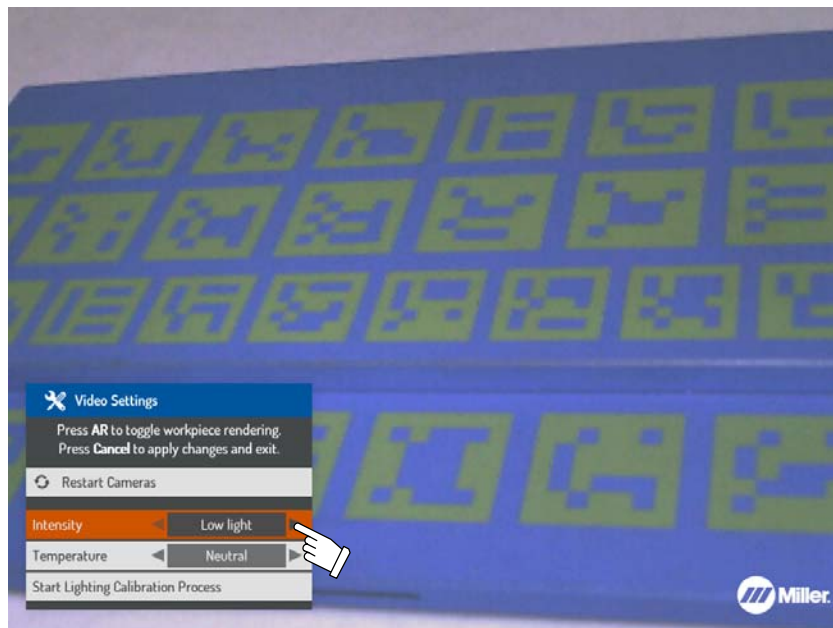 Video Settings
Press AR to toggle workpiece rendering.
Press Cancel to apply changes and exit.
Restart Cameras
Intensity Low light
Temperature Neutral
Start Lighting Calibration Process
Miller.